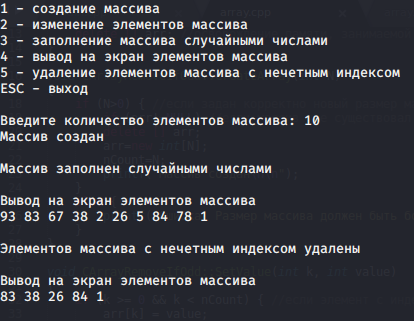 1 - создание массива
2 - изменение элементов массива
3 - заполнение массива случайными числами
4 - вывод на экран элементов массива
5 - удаление элементов массива с нечетным индексом
ESC - выход
Введите количество элементов массива: 10
Массив создан
Массив заполнен случайными числами
Вывод на экран элементов массива
93 83 67 38 2 26 5 84 78 1
Элементов массива с нечетным индексом удалены
Вывод на экран элементов массива
83 38 26 84 1